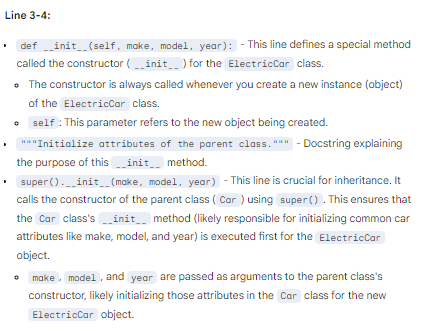 Line 3-4:
• def __init__(self, make, model, year): - This line defines a special method
called the constructor ( __init__ ) for the ElectricCar class.
○ The constructor is always called whenever you create a new instance (object)
of the ElectricCar class.
○ self : This parameter refers to the new object being created.
• """Initialize attributes of the parent class.""" - Docstring explaining
the purpose of this __init__ method.
• super().__init__(make, model, year) - This line is crucial for inheritance. It
calls the constructor of the parent class ( Car ) using super() . This ensures that
the Car class's __init__ method (likely responsible for initializing common car
attributes like make, model, and year) is executed first for the ElectricCar
object.
○ make , model , and year are passed as arguments to the parent class's
constructor, likely initializing those attributes in the Car class for the new
ElectricCar object.